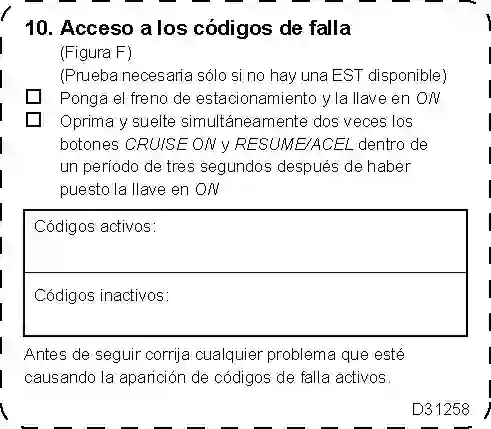 10. Acceso a los códigos de falla
(Figura F)
(Prueba necesaria sólo si no hay una EST disponible)
Ponga el freno de estacionamiento y la llave en ON
Oprima y suelte simultáneamente dos veces los
botones CRUISE ON y RESUME/ACEL dentro de
un período de tres segundos después de haber
puesto la llave en ON
Códigos activos:
Códigos inactivos:
Antes de seguir corrija cualquier problema que esté
causando la aparición de códigos de falla activos.
D31258